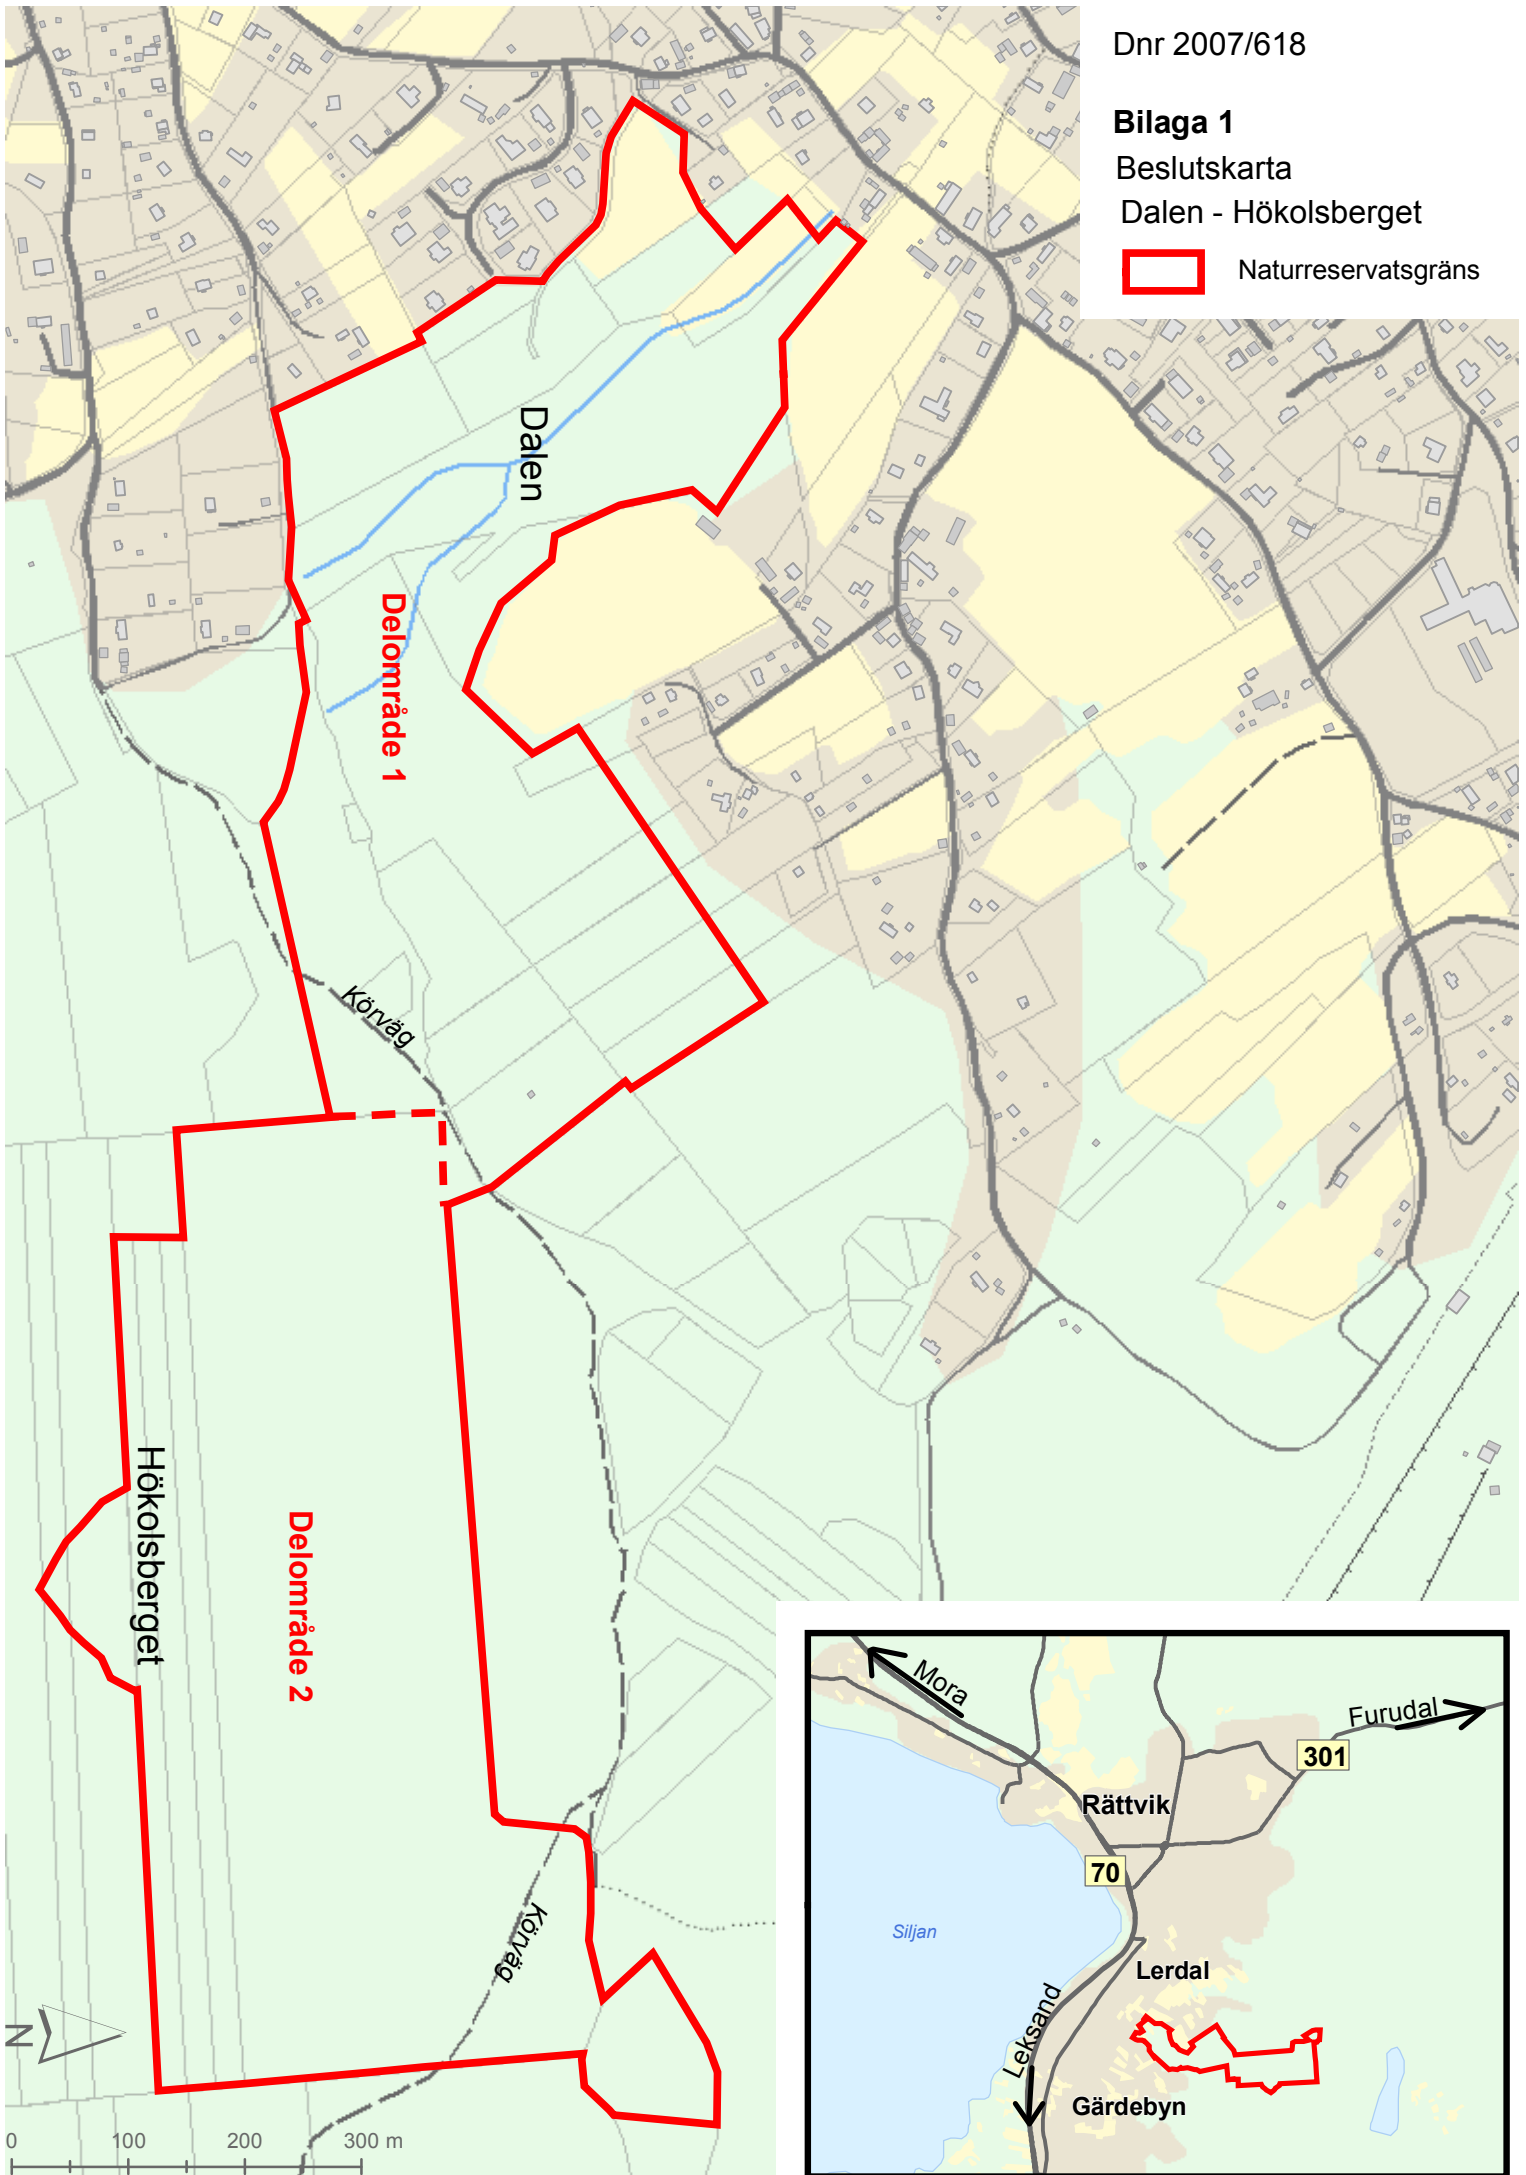 Dnr 2007/618
Bilaga 1
Beslutskarta
Dalen - Hökolsberget
Naturreservatsgräns
Dalen
Delområde 1
Körväg
Hökolsberget
Delområde 2
Körväg
N
0 100 200 300 m
Mora
Furudal
301
Rättvik
70
Siljan
Lerdal
Leksand
Gärdebyn